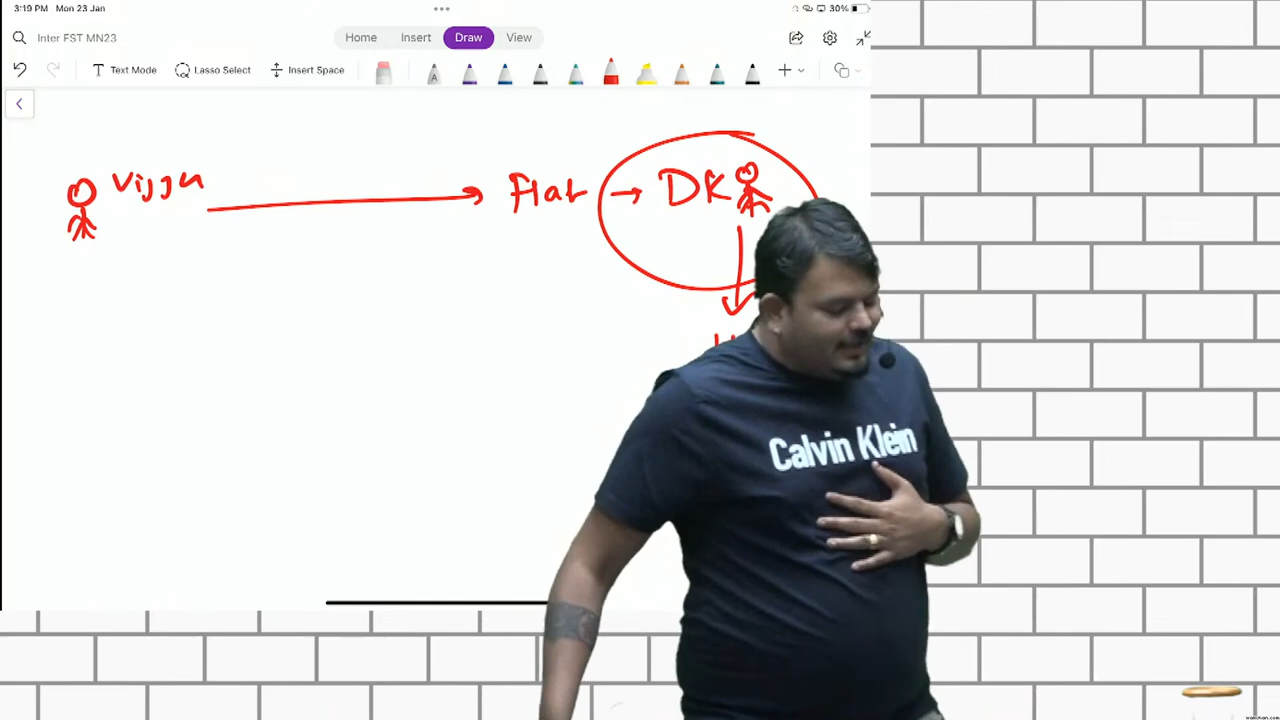 3:19 PM Mon 23 Jan
30%
Inter FST MN23
Home Insert Draw View
Text Mode Lasso Select Insert Space
A
Flat → DK
Calvin Klein